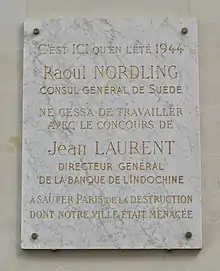 C'EST ICI QU'EN L'ÉTÉ 1944
Raoul NORDLING
CONSUL GÉNÉRAL DE SUEDE
NE CESSA DE TRAVAILLER
AVEC LE CONCOURS DE
Jean LAURENT
DIRECTEUR GÉNÉRAL
DE LA BANQUE DE L'INDOCHINE
A SAUVER PARIS DE LA DESTRUCTION
DONT NOTRE VILLE ÉTAIT MENACÉE